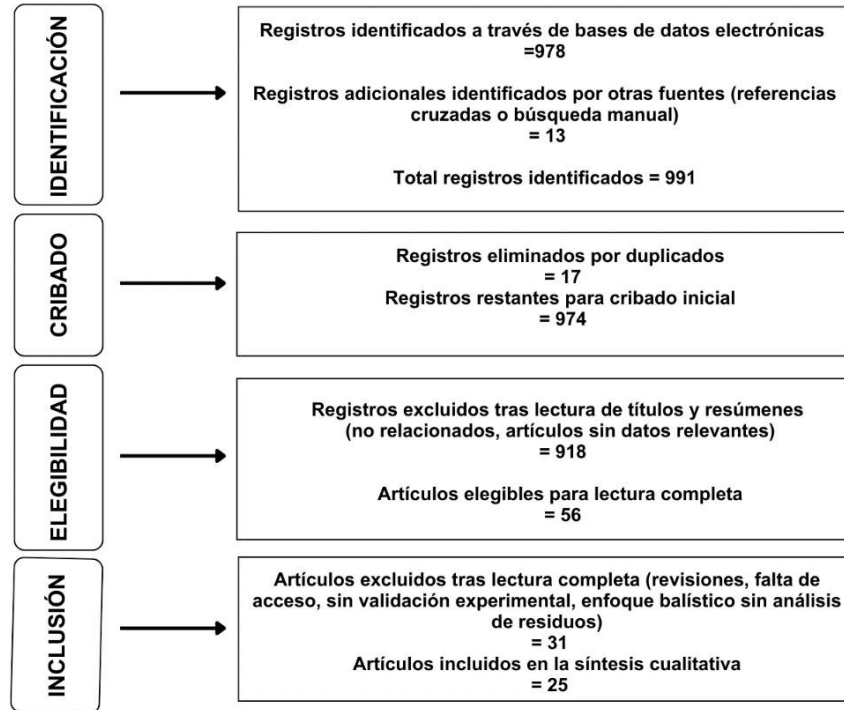 IDENTIFICACIÓN
Registros identificados a través de bases de datos electrónicas
=978
Registros adicionales identificados por otras fuentes (referencias
cruzadas o búsqueda manual)
= 13
Total registros identificados = 991
CRIBADO
Registros eliminados por duplicados
= 17
Registros restantes para cribado inicial
= 974
ELEGIBILIDAD
Registros excluidos tras lectura de títulos y resúmenes
(no relacionados, artículos sin datos relevantes)
= 918
Artículos elegibles para lectura completa
= 56
INCLUSIÓN
Artículos excluidos tras lectura completa (revisiones, falta de
acceso, sin validación experimental, enfoque balístico sin análisis
de residuos)
= 31
Artículos incluidos en la síntesis cualitativa
= 25